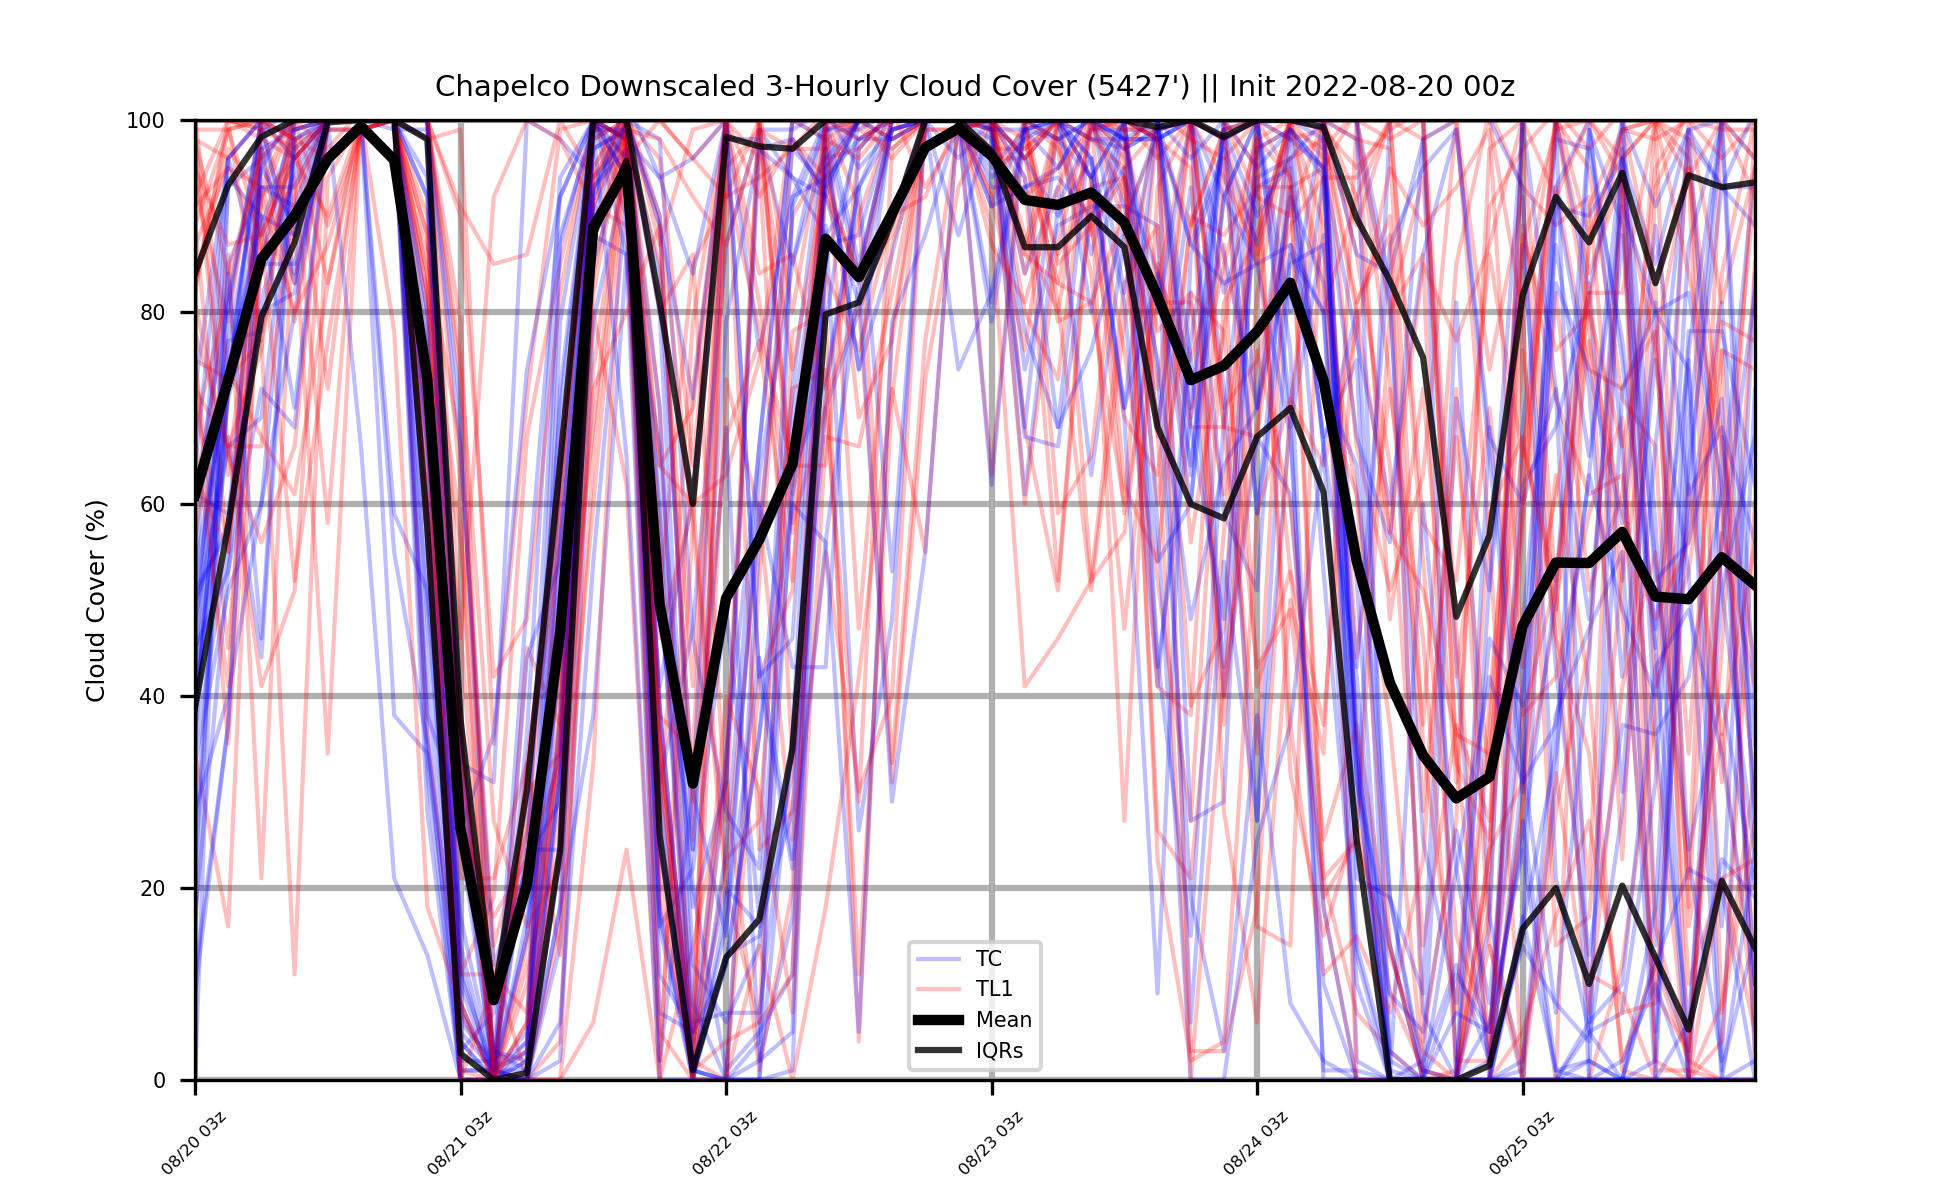 Chapelco Downscaled 3-Hourly Cloud Cover (5427') || Init 2022-08-20 00z
Cloud Cover (%)
100
80
60
40
20
0
TC
TL1
Mean
IQRs
08/20 03z
08/21 03z
08/22 03z
08/23 03z
08/24 03z
08/25 03z